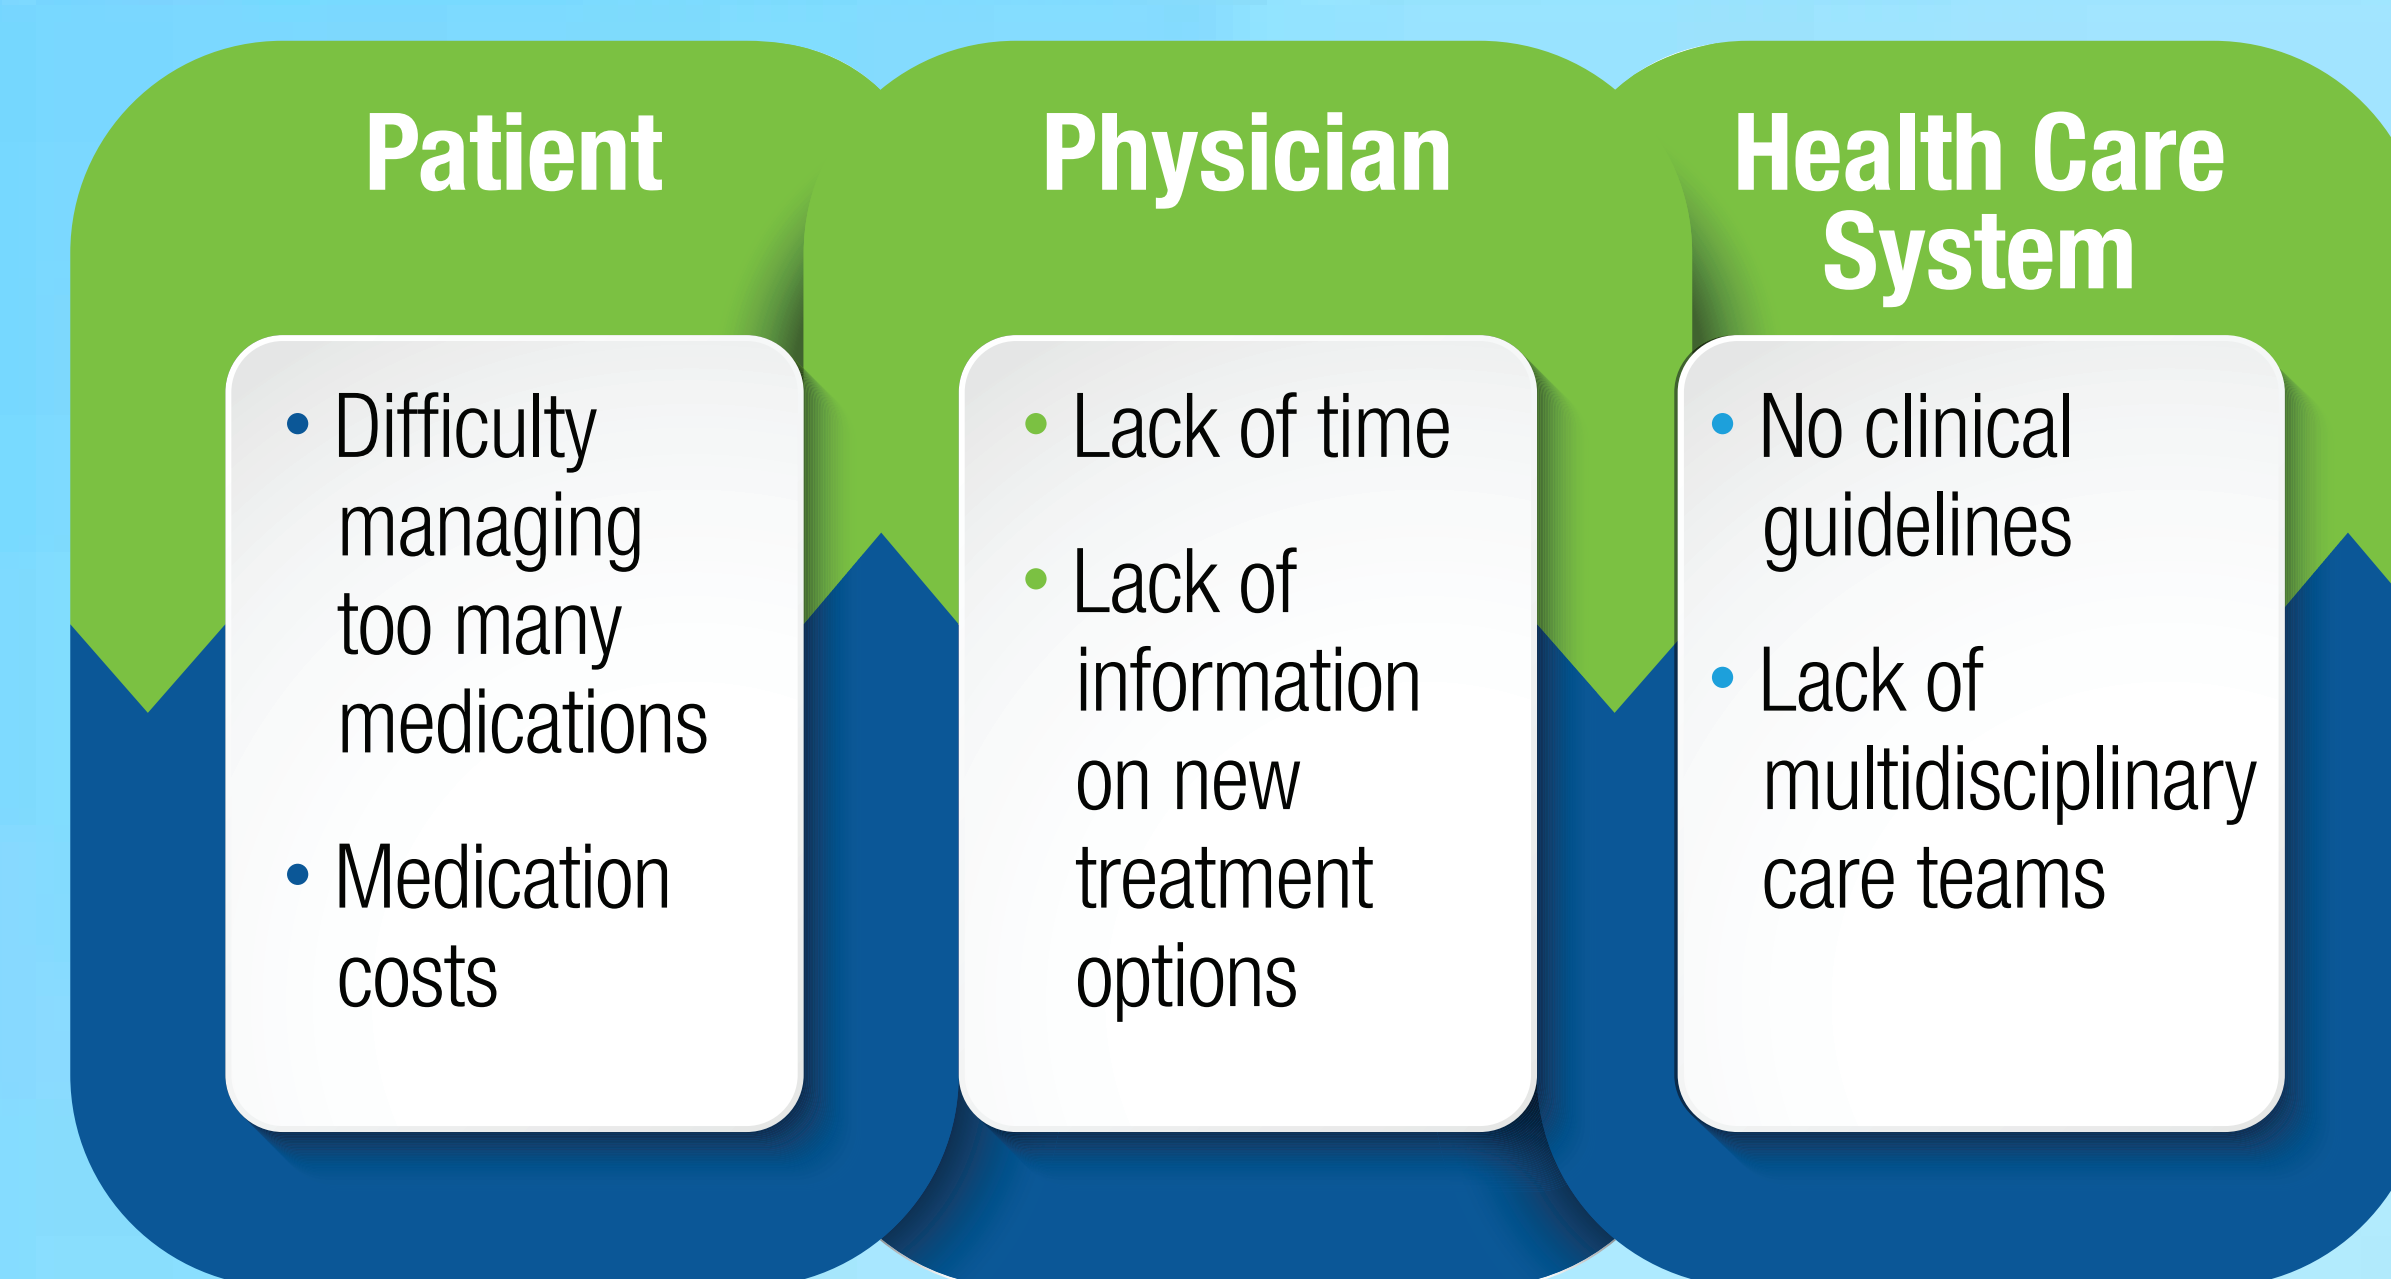 Patient
• Difficulty
managing
too many
medications
• Medication
costs
Physician
• Lack of time
• Lack of
information
on new
treatment
options
Health Care
System
• No clinical
guidelines
• Lack of
multidisciplinary
care teams